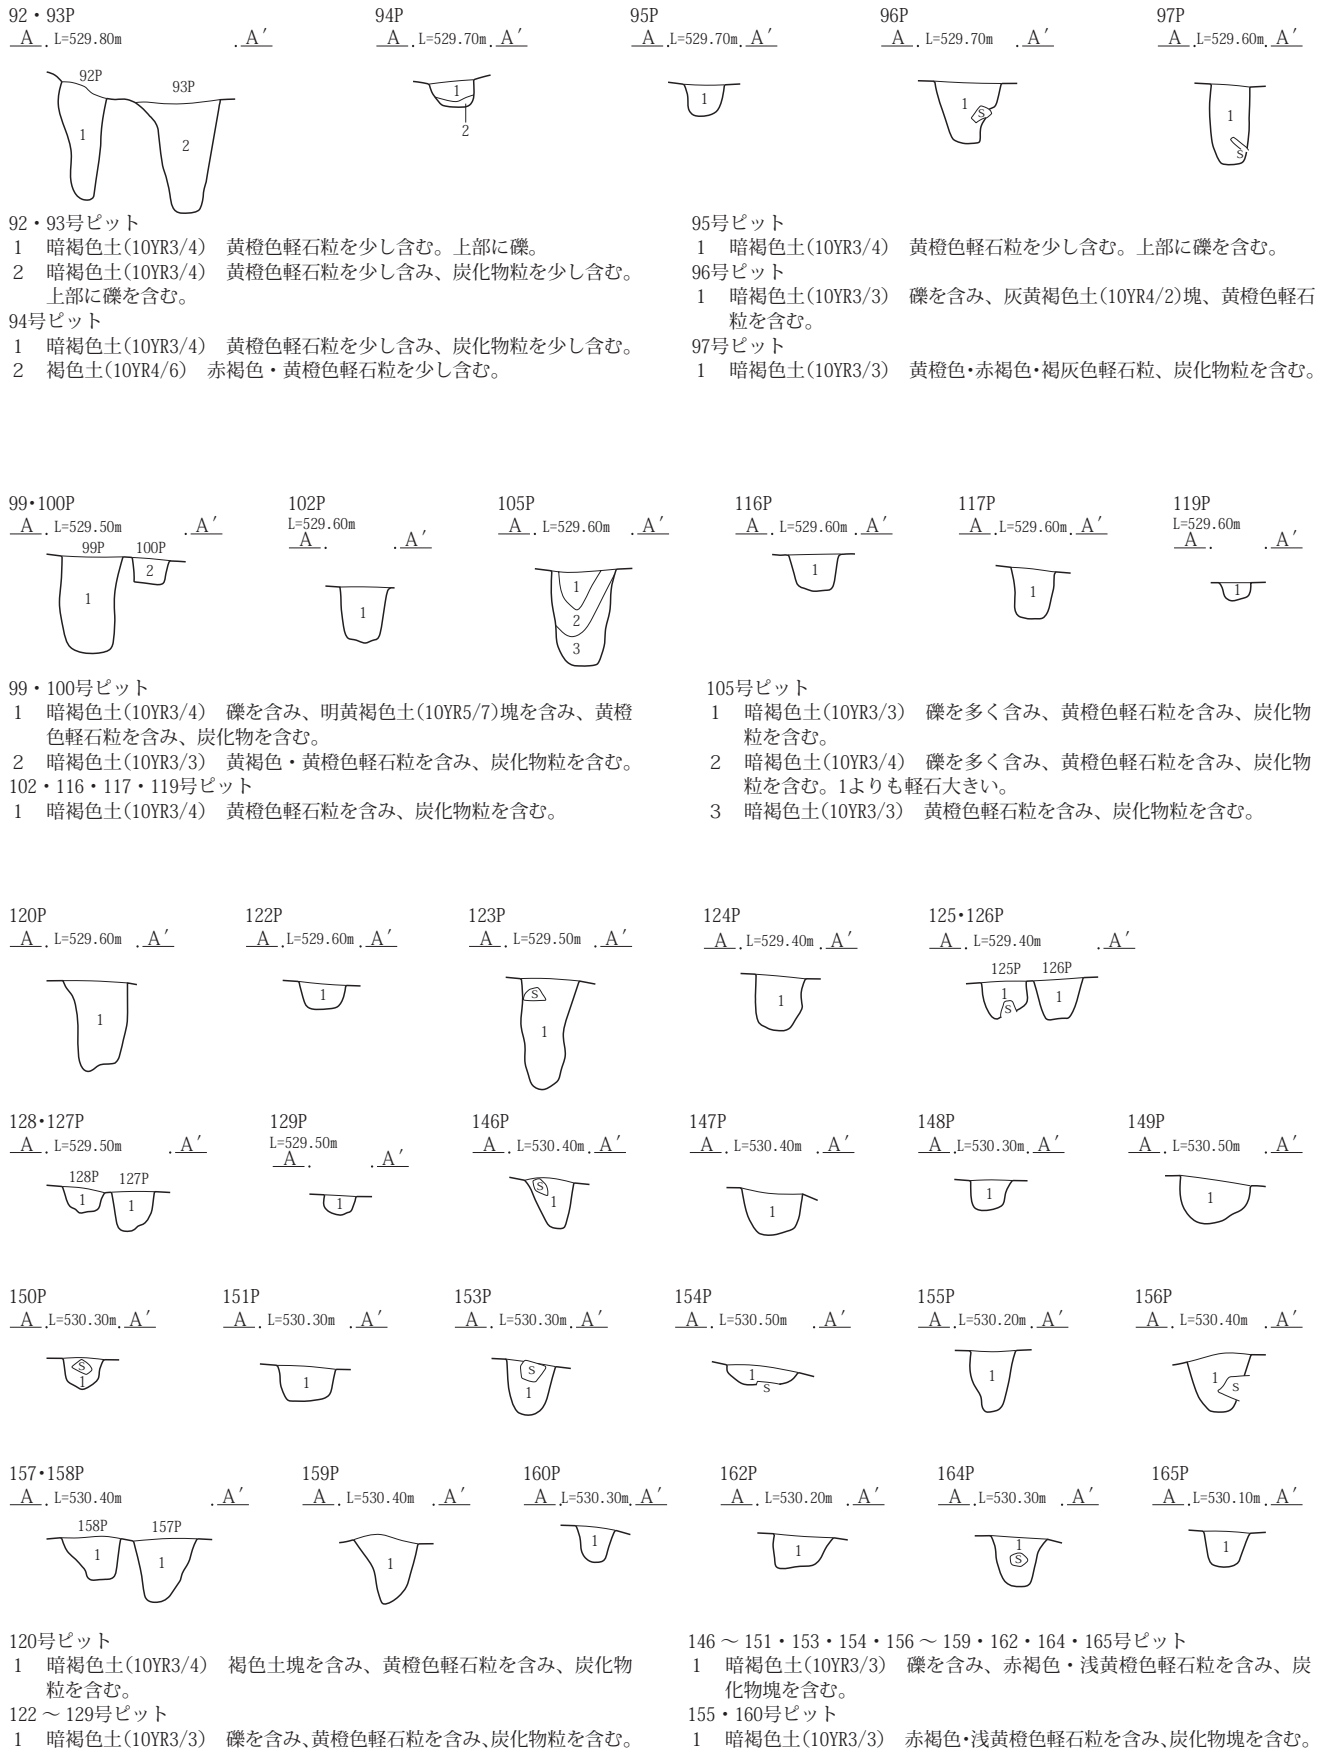 92・93P 94P 95P 96P 97P
A . L=529.80m . A′ A . L=529.70m . A′ A . L=529.70m . A′ A . L=529.70m . A′ A . L=529.60m . A′
92P 93P
1 2 1 2 1 1 S 1 S
92・93号ピット
1 暗褐色土(10YR3/4) 黄橙色軽石粒を少し含む。上部に礫。
2 暗褐色土(10YR3/4) 黄橙色軽石粒を少し含み、炭化物粒を少し含む。
上部に礫を含む。
94号ピット
1 暗褐色土(10YR3/4) 黄橙色軽石粒を少し含み、炭化物粒を少し含む。
2 褐色土(10YR4/6) 赤褐色・黄橙色軽石粒を少し含む。
95号ピット
1 暗褐色土(10YR3/4) 黄橙色軽石粒を少し含む。上部に礫を含む。
96号ピット
1 暗褐色土(10YR3/3) 礫を含み、灰黄褐色土(10YR4/2)塊、黄橙色軽石
粒を含む。
97号ピット
1 暗褐色土(10YR3/3) 黄橙色・赤褐色・褐灰色軽石粒、炭化物粒を含む。
99・100P 102P 105P 116P 117P 119P
A . L=529.50m . A′ L=529.60m A . . A′ A . L=529.60m . A′ A . L=529.60m . A′ A . L=529.60m . A′ L=529.60m A . . A′
99P 100P
1 2 1 1 2 3 1 1 1
99・100号ピット
1 暗褐色土(10YR3/4) 礫を含み、明黄褐色土(10YR5/7)塊を含み、黄橙
色軽石粒を含み、炭化物を含む。
2 暗褐色土(10YR3/3) 黄褐色・黄橙色軽石粒を含み、炭化物粒を含む。
102・116・117・119号ピット
1 暗褐色土(10YR3/4) 黄橙色軽石粒を含み、炭化物粒を含む。
105号ピット
1 暗褐色土(10YR3/3) 礫を多く含み、黄橙色軽石粒を含み、炭化物
粒を含む。
2 暗褐色土(10YR3/4) 礫を多く含み、黄橙色軽石粒を含み、炭化物
粒を含む。1よりも軽石大きい。
3 暗褐色土(10YR3/3) 黄橙色軽石粒を含み、炭化物粒を含む。
120P 122P 123P 124P 125・126P
A . L=529.60m . A′ A . L=529.60m . A′ A . L=529.50m . A′ A . L=529.40m . A′ A . L=529.40m . A′
125P 126P
1 1 S 1 1 1 S 1
128・127P 129P 146P 147P 148P 149P
A . L=529.50m . A′ L=529.50m A . . A′ A . L=530.40m . A′ A . L=530.40m . A′ A . L=530.30m . A′ A . L=530.50m . A′
128P 127P
1 1 1 S 1 1 1 1
150P 151P 153P 154P 155P 156P
A . L=530.30m . A′ A . L=530.30m . A′ A . L=530.30m . A′ A . L=530.50m . A′ A . L=530.20m . A′ A . L=530.40m . A′
S 1 1 S 1 1 S 1 1 S
157・158P 159P 160P 162P 164P 165P
A . L=530.40m . A′ A . L=530.40m . A′ A . L=530.30m . A′ A . L=530.20m . A′ A . L=530.30m . A′ A . L=530.10m . A′
158P 157P
1 1 1 1 1 1 S 1
120号ピット
1 暗褐色土(10YR3/4) 褐色土塊を含み、黄橙色軽石粒を含み、炭化物
粒を含む。
122～129号ピット
1 暗褐色土(10YR3/3) 礫を含み、黄橙色軽石粒を含み、炭化物粒を含む。
146～151・153・154・156～159・162・164・165号ピット
1 暗褐色土(10YR3/3) 礫を含み、赤褐色・浅黄橙色軽石粒を含み、炭
化物塊を含む。
155・160号ピット
1 暗褐色土(10YR3/3) 赤褐色・浅黄橙色軽石粒を含み、炭化物塊を含む。